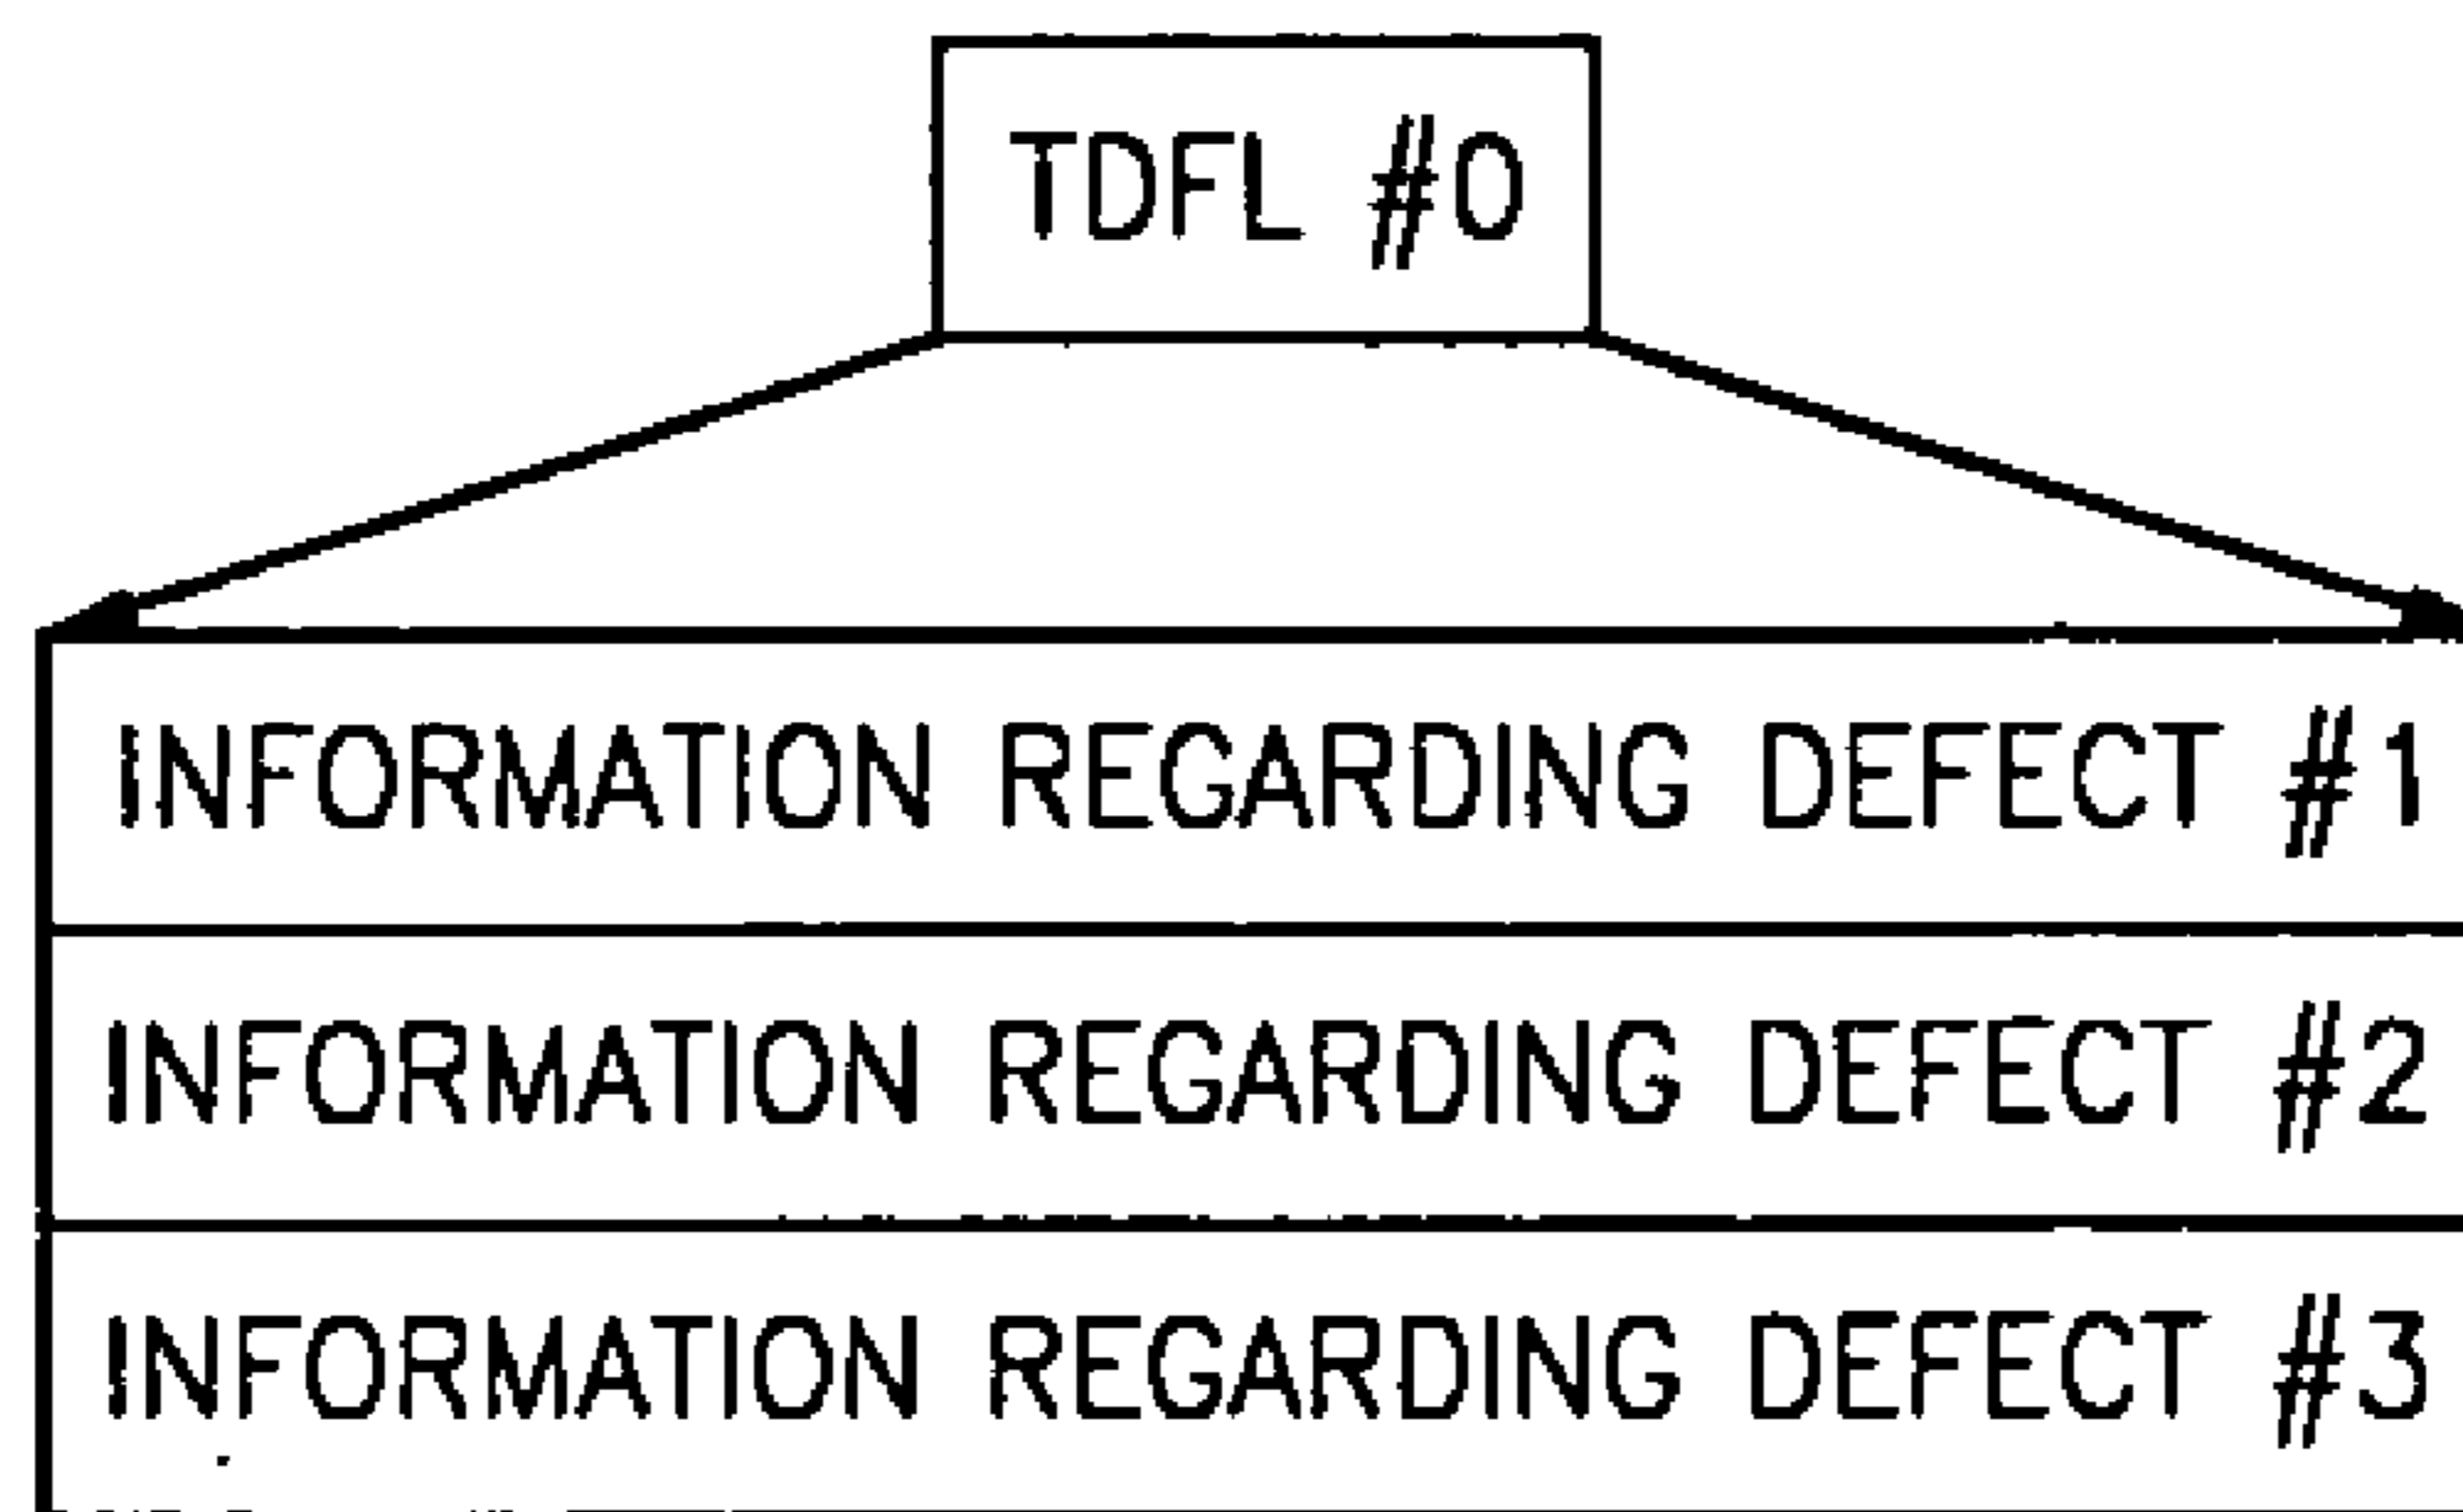 TDFL #0
INFORMATION REGARDING DEFECT #1
INFORMATION REGARDING DEFECT #2
INFORMATION REGARDING DEFECT #3